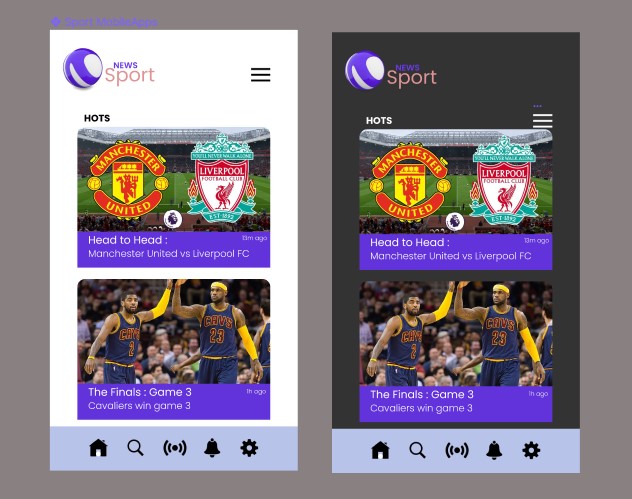 Sport MobileApps
NEWS
Sport
HOTS
MANCHESTER
UNITED
YOU'LL NEVER WALK ALONE
LIVERPOOL
FOOTBALL CLUB
EST·1892
Head to Head :
13m ago
Manchester United vs Liverpool FC
CAVS
2
CAVS
23
The Finals : Game 3
1h ago
Cavaliers win game 3
NEWS
Sport
HOTS
MANCHESTER
UNITED
YOU'LL NEVER WALK ALONE
LIVERPOOL
FOOTBALL CLUB
EST·1892
Head to Head :
13m ago
Manchester United vs Liverpool FC
CAVS
2
CAVS
23
The Finals : Game 3
1h ago
Cavaliers win game 3